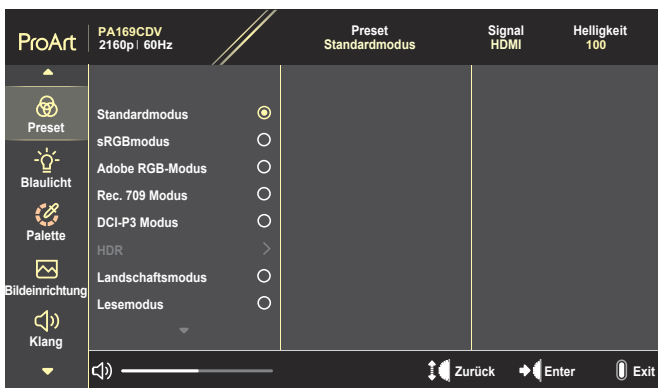 ProArt
PA169CDV
2160p | 60Hz
Preset
Standardmodus
Signal
HDMI
Helligkeit
100
Preset
Blaulicht
Palette
Bildeinrichtung
Klang
Standardmodus
sRGBmodus
Adobe RGB-Modus
Rec. 709 Modus
DCI-P3 Modus
HDR
Landschaftsmodus
Lesemodus
Zurück
Enter
Exit